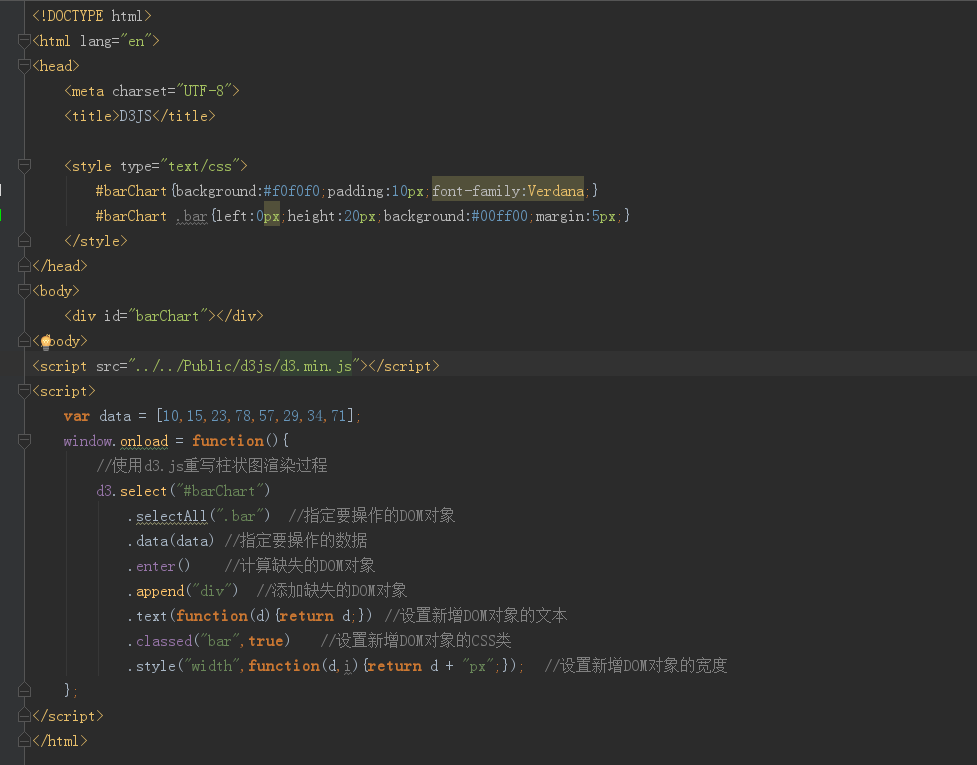 <!DOCTYPE html>
<html lang="en">
<head>
    <meta charset="UTF-8">
    <title>D3JS</title>
    <style type="text/css">
        #barChart{background:#f0f0f0;padding:10px;font-family:Verdana;}
        #barChart .bar{left:0px;height:20px;background:#00ff00;margin:5px;}
    </style>
</head>
<body>
    <div id="barChart"></div>
</body>
<script src="../../Public/d3js/d3.min.js"></script>
<script>
    var data = [10,15,23,78,57,29,34,71];
    window.onload = function(){
        //使用d3.js重写柱状图渲染过程
        d3.select("#barChart")
            .selectAll(".bar")  //指定要操作的DOM对象
            .data(data) //指定要操作的数据
            .enter()    //计算缺失的DOM对象
            .append("div")  //添加缺失的DOM对象
            .text(function(d){return d;}) //设置新增DOM对象的文本
            .classed("bar",true)    //设置新增DOM对象的CSS类
            .style("width",function(d,i){return d + "px";});   //设置新增DOM对象的宽度
    };
</script>
</html>